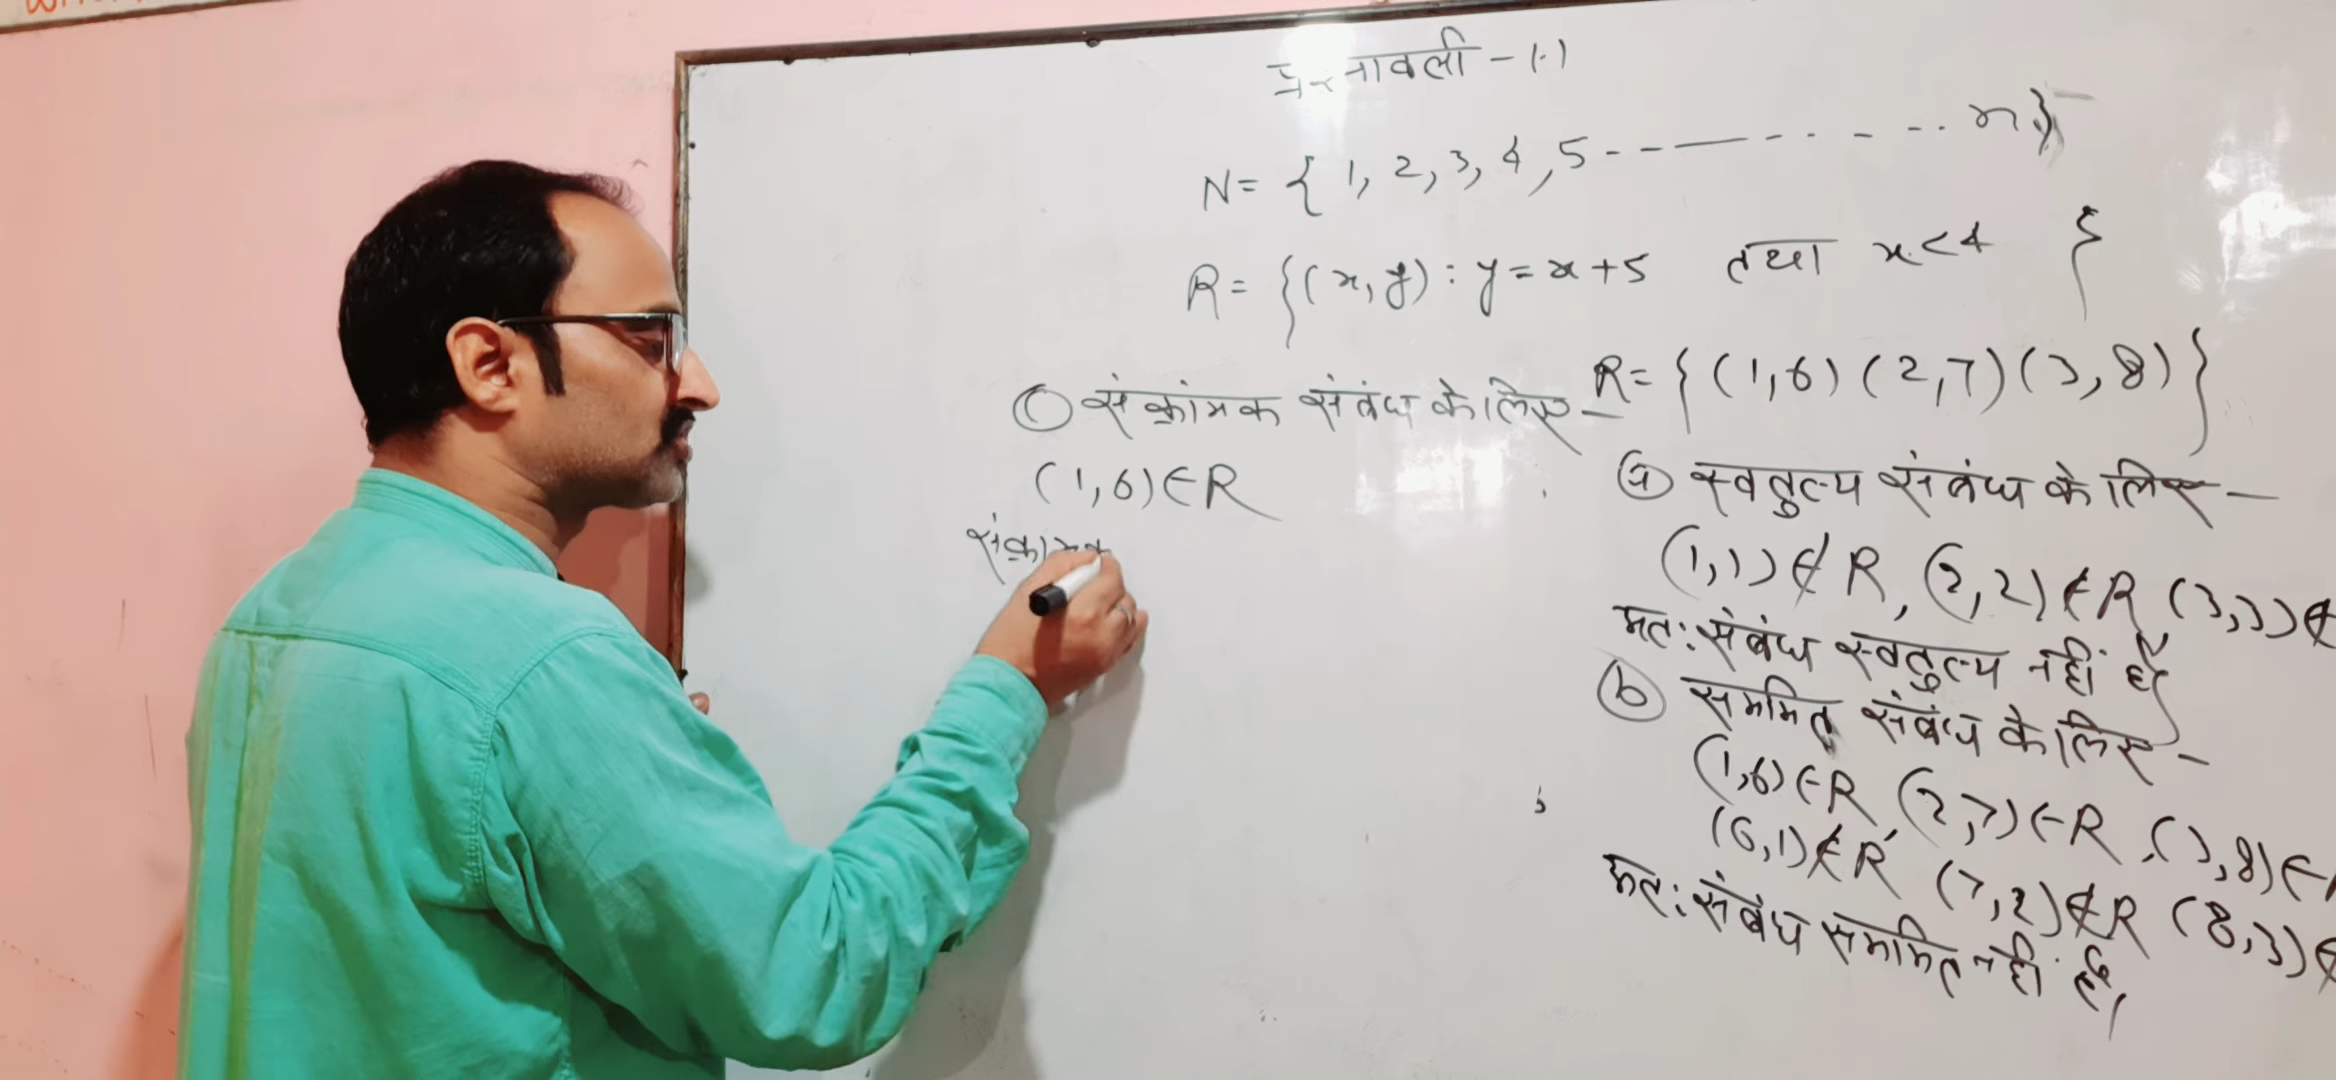 प्रश्नावली - 1.1
N = { 1, 2, 3, 4, 5 - - — - - - - - - n }
R = {(x, y) : y = x + 5 तथा x < 4 }
R = { (1,6) (2,7) (3,8) }
(a) स्वतुल्य संबंध के लिए -
(1,1) ∉ R, (2,2) ∉ R (3,3) ∉
अत: संबंध स्वतुल्य नहीं है
(b) सममित संबंध के लिए -
(1,6) ∈ R (2,7) ∈ R, (3,8) ∈
(6,1) ∉ R (7,2) ∉ R (8,3) ∉
अत: संबंध सममित नहीं है,
(c) संक्रांमक संबंध के लिए -
(1,6) ∈ R
संक्रामक